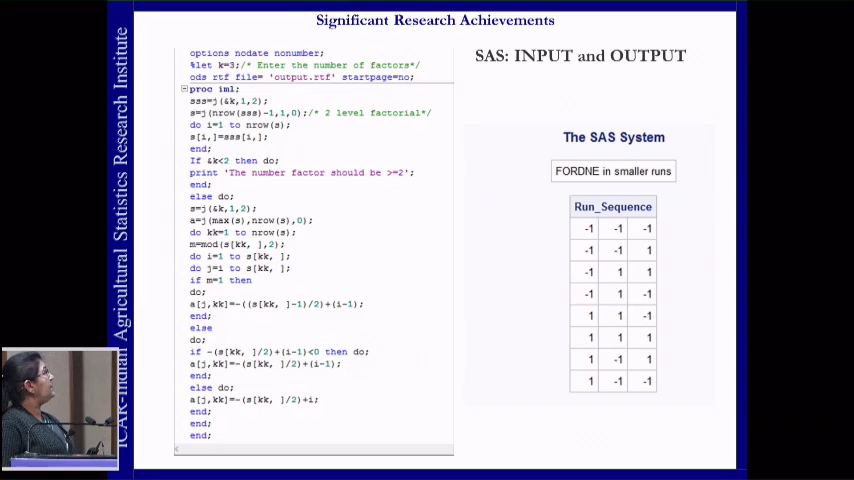 Significant Research Achievements
ICAR-Indian Agricultural Statistics Research Institute
options nodate nonumber;
%let k=3;/* Enter the number of factors*/
ods rtf file= 'output.rtf' startpage=no;
proc iml;
sss=j(&k,1,2);
s=j(nrow(sss)-1,1,0);/* 2 level factorial*/
do i=1 to nrow(s);
s[i,]=sss[i,];
end;
If &k<2 then do;
print 'The number factor should be >=2';
end;
else do;
s=j(&k,1,2);
a=j(max(s),nrow(s),0);
do kk=1 to nrow(s);
m=mod(s[kk, ],2);
do i=1 to s[kk, ];
do j=i to s[kk, ];
if m=1 then
do;
a[j,kk]=-((s[kk, ]-1)/2)+(i-1);
end;
else
do;
if -(s[kk, ]/2)+(i-1)<0 then do;
a[j,kk]=-(s[kk, ]/2)+(i-1);
end;
else do;
a[j,kk]=-(s[kk, ]/2)+i;
end;
end;
end;
SAS: INPUT and OUTPUT
The SAS System
FORDNE in smaller runs
Run_Sequence
-1 -1 -1
-1 -1 1
-1 1 1
-1 1 -1
1 1 -1
1 1 1
1 -1 1
1 -1 -1